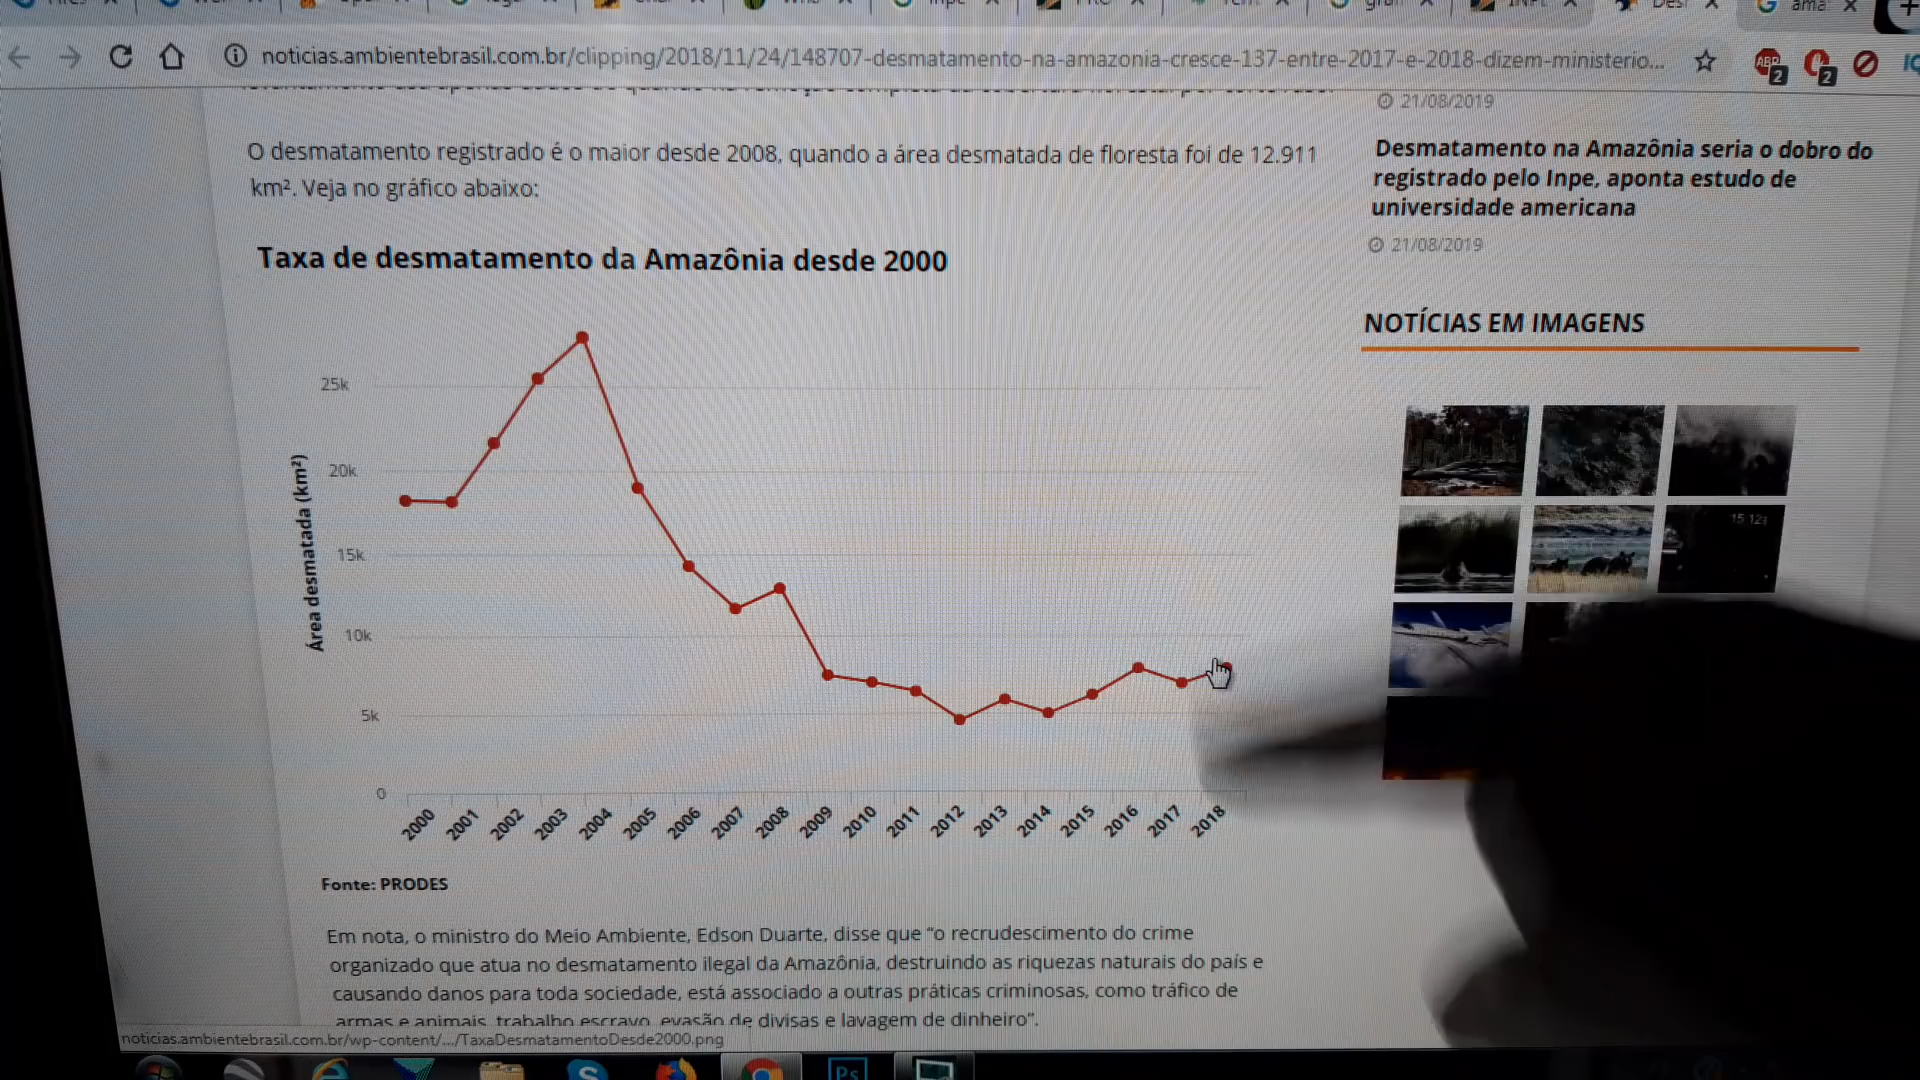 noticias.ambientebrasil.com.br/clipping/2018/11/24/148707-desmatamento-na-amazonia-cresce-137-entre-2017-e-2018-dizem-ministerio...
ABP
2
2
21/08/2019
O desmatamento registrado é o maior desde 2008, quando a área desmatada de floresta foi de 12.911
km². Veja no gráfico abaixo:
Desmatamento na Amazônia seria o dobro do
registrado pelo Inpe, aponta estudo de
universidade americana
21/08/2019
Taxa de desmatamento da Amazônia desde 2000
NOTÍCIAS EM IMAGENS
Área desmatada (km²)
25k
20k
15k
10k
5k
0
2000
2001
2002
2003
2004
2005
2006
2007
2008
2009
2010
2011
2012
2013
2014
2015
2016
2017
2018
Fonte: PRODES
Em nota, o ministro do Meio Ambiente, Edson Duarte, disse que “o recrudescimento do crime
organizado que atua no desmatamento ilegal da Amazônia, destruindo as riquezas naturais do país e
causando danos para toda sociedade, está associado a outras práticas criminosas, como tráfico de
armas e animais, trabalho escravo, evasão de divisas e lavagem de dinheiro”.
noticias.ambientebrasil.com.br/wp-content/.../TaxaDesmatamentoDesde2000.png
Ps